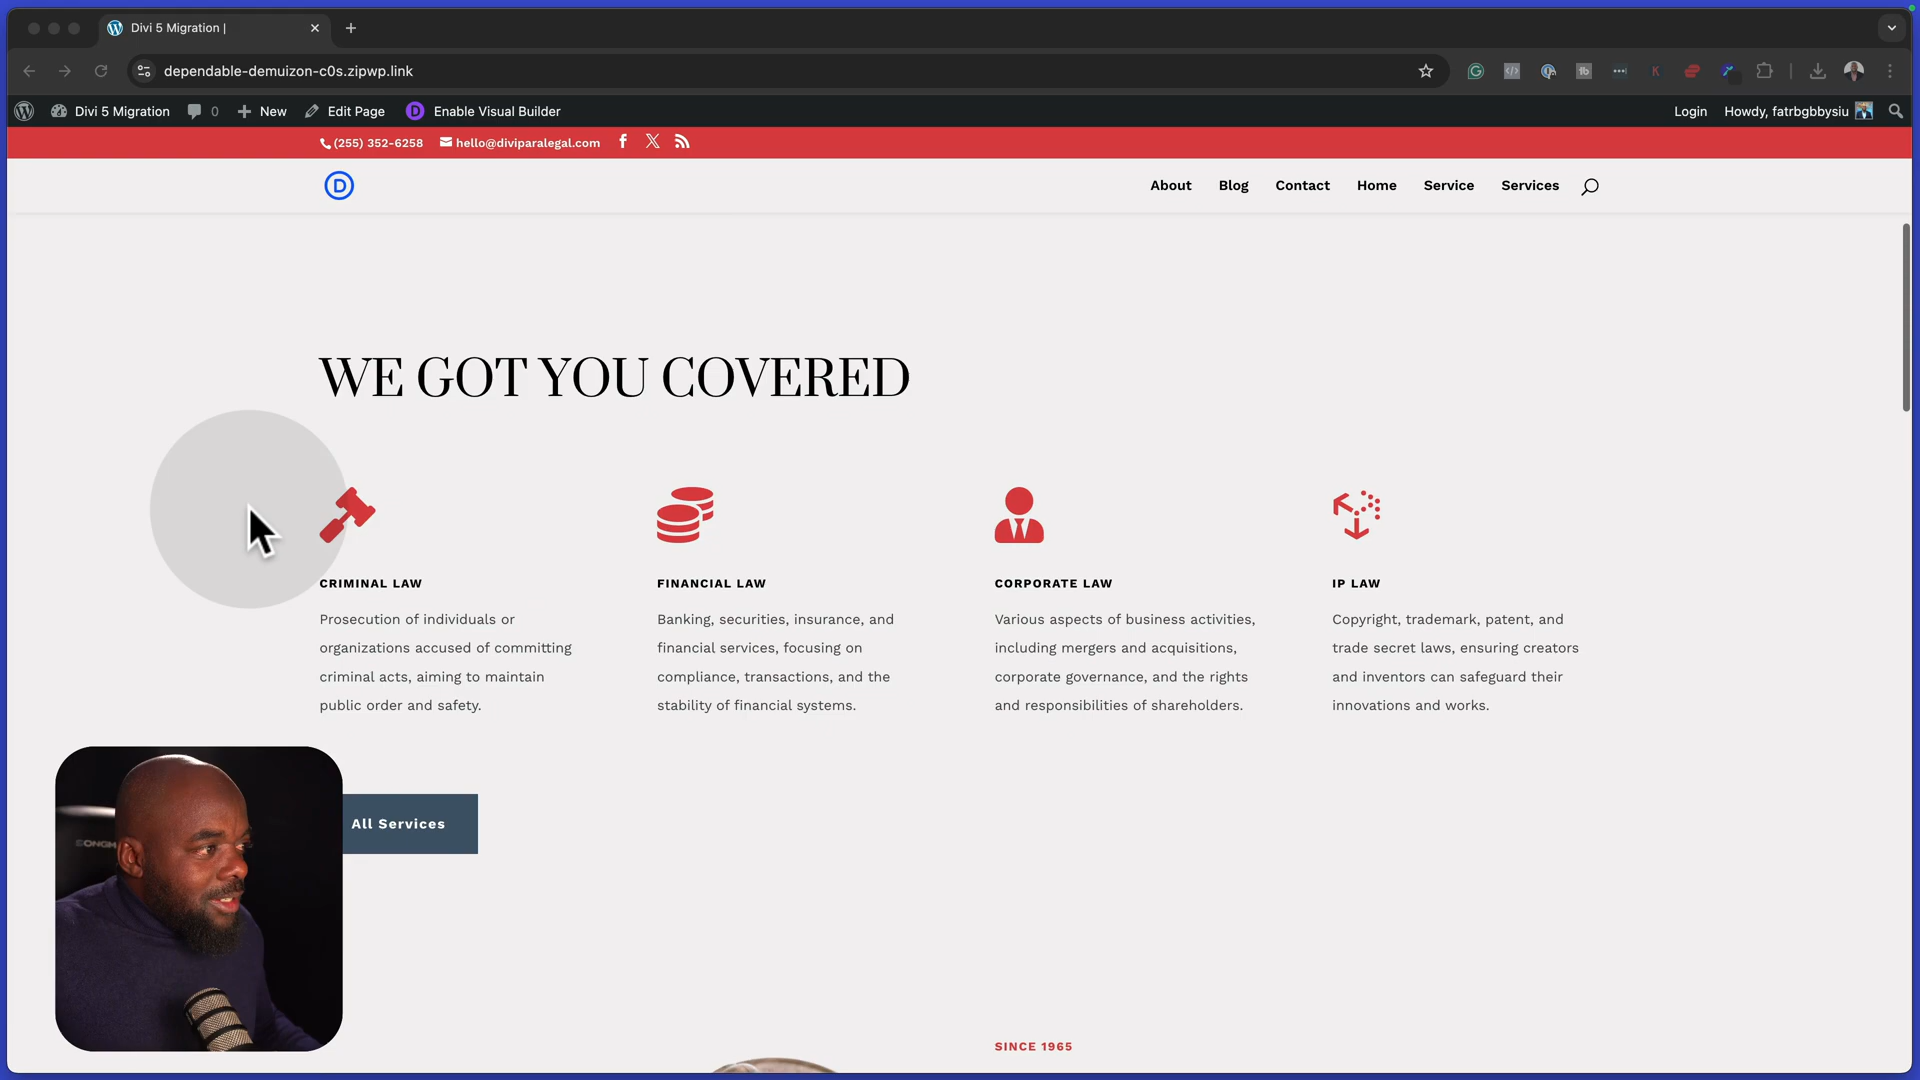 Divi 5 Migration |
dependable-demuizon-c0s.zipwp.link
Divi 5 Migration 0 New Edit Page D Enable Visual Builder Login Howdy, fatrbgbbysiu
(255) 352-6258 hello@diviparalegal.com
D About Blog Contact Home Service Services
WE GOT YOU COVERED
CRIMINAL LAW
Prosecution of individuals or
organizations accused of committing
criminal acts, aiming to maintain
public order and safety.
FINANCIAL LAW
Banking, securities, insurance, and
financial services, focusing on
compliance, transactions, and the
stability of financial systems.
CORPORATE LAW
Various aspects of business activities,
including mergers and acquisitions,
corporate governance, and the rights
and responsibilities of shareholders.
IP LAW
Copyright, trademark, patent, and
trade secret laws, ensuring creators
and inventors can safeguard their
innovations and works.
All Services
SINCE 1965